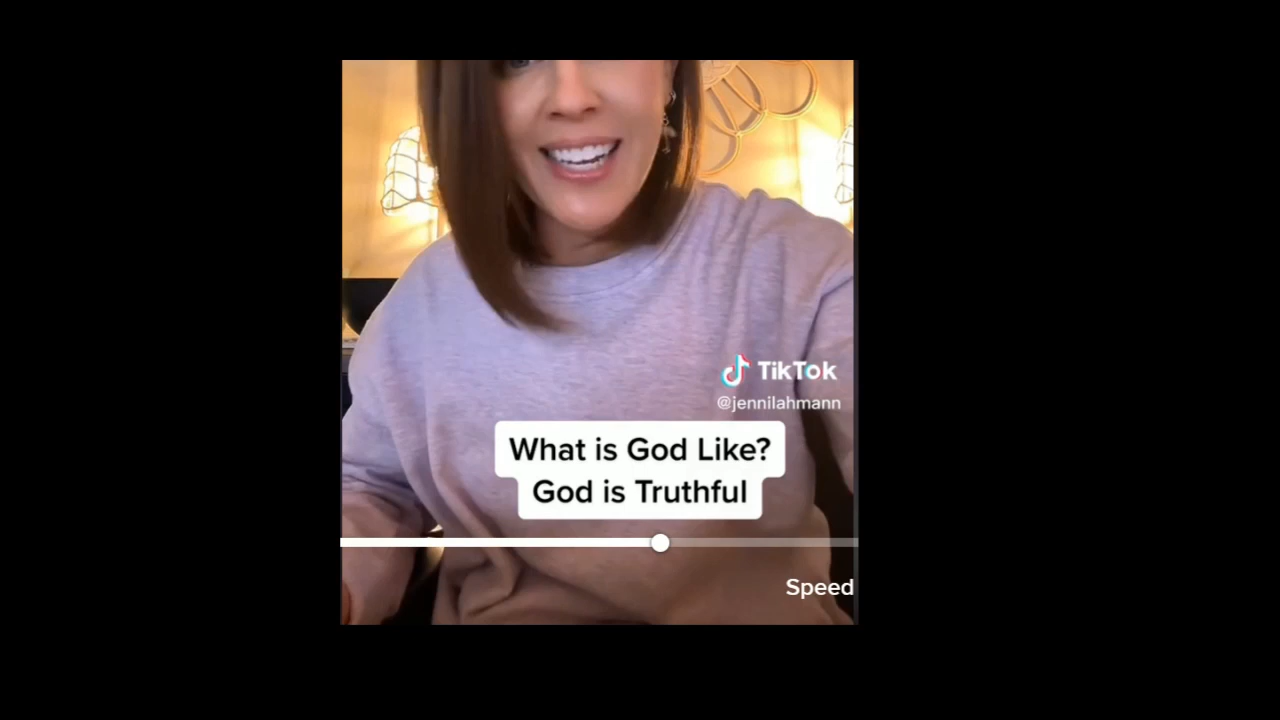 TikTok
@jennilahmann
What is God Like?
God is Truthful
Speed